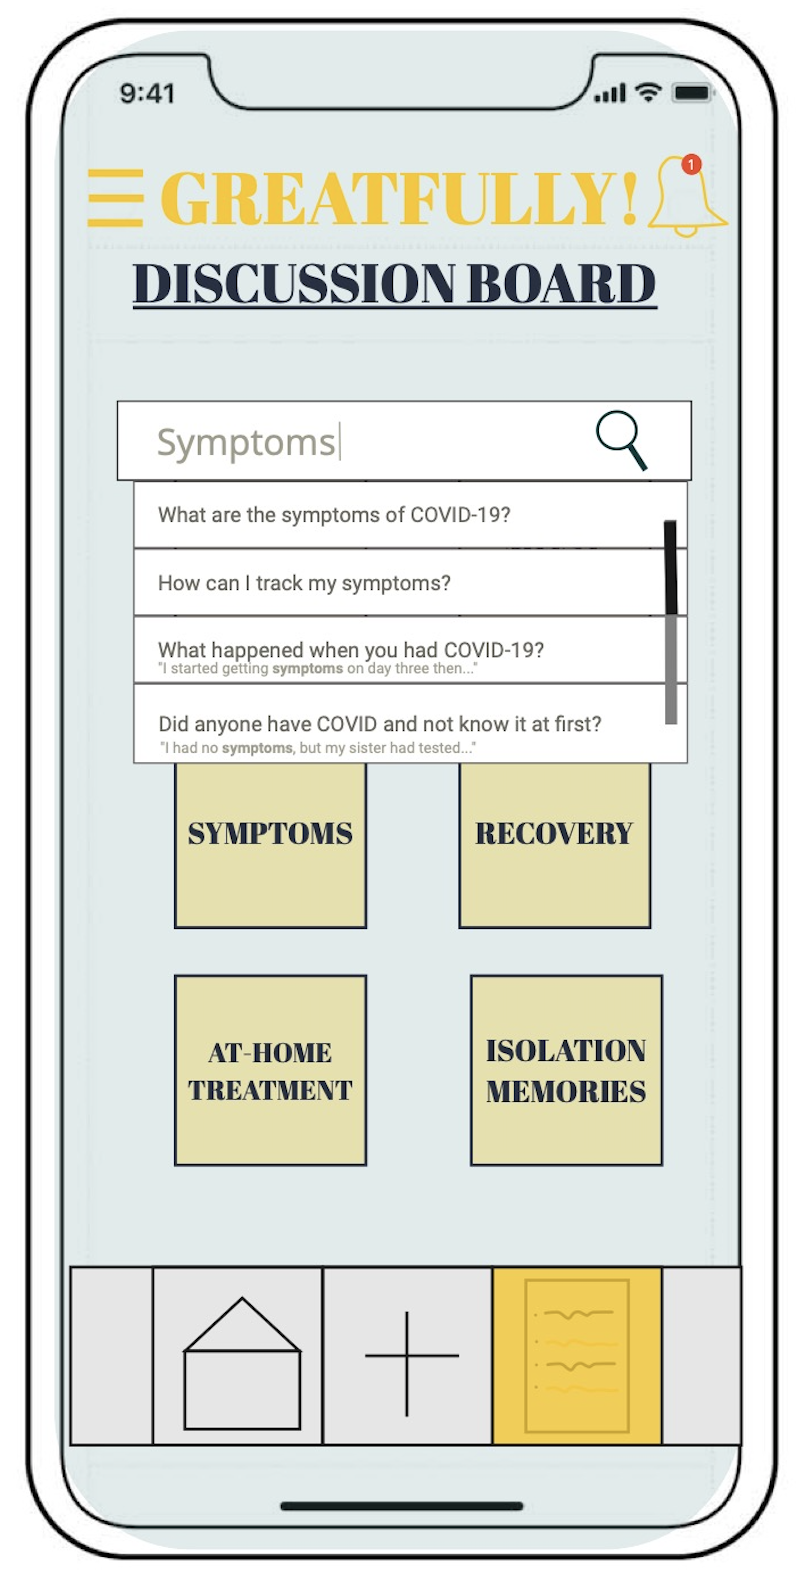 9:41
GREATFULLY!
1
DISCUSSION BOARD
Symptoms
What are the symptoms of COVID-19?
How can I track my symptoms?
What happened when you had COVID-19?
"I started getting symptoms on day three then..."
Did anyone have COVID and not know it at first?
"I had no symptoms, but my sister had tested..."
SYMPTOMS
RECOVERY
AT-HOME
TREATMENT
ISOLATION
MEMORIES